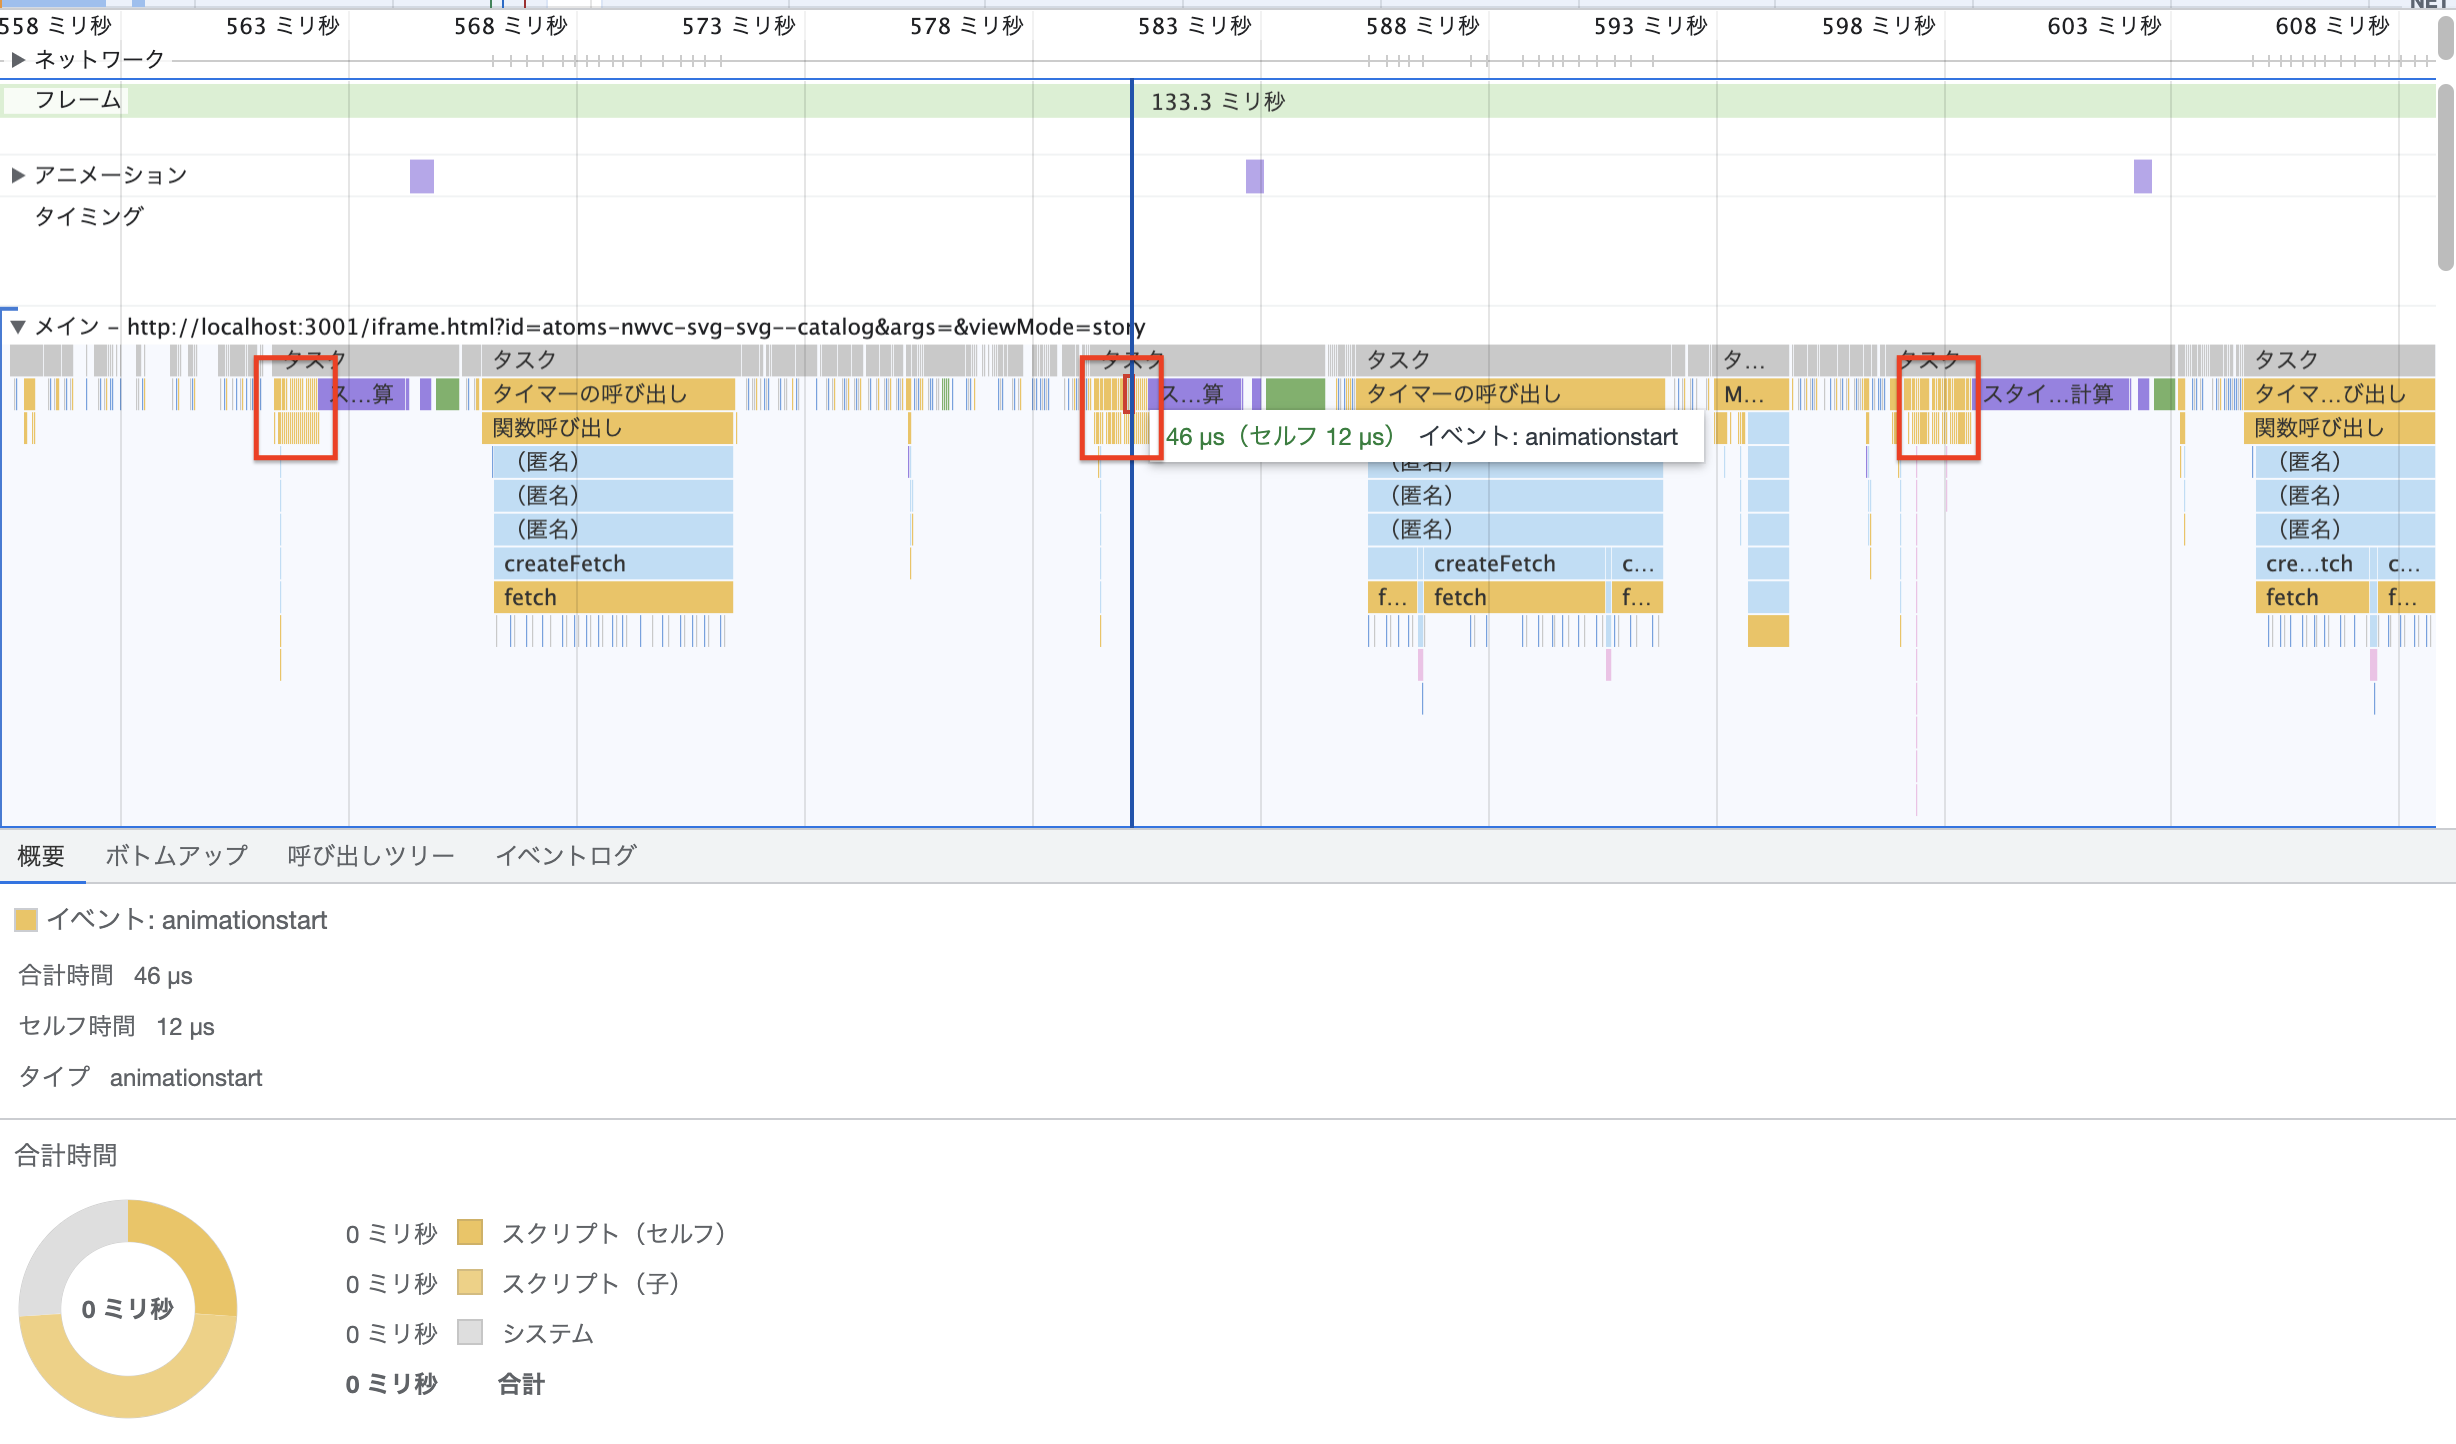 NET
558 ミリ秒 563 ミリ秒 568 ミリ秒 573 ミリ秒 578 ミリ秒 583 ミリ秒 588 ミリ秒 593 ミリ秒 598 ミリ秒 603 ミリ秒 608 ミリ秒
ネットワーク
フレーム 133.3 ミリ秒
アニメーション
タイミング
メイン – http://localhost:3001/iframe.html?id=atoms-nwvc-svg-svg--catalog&args=&viewMode=story
タスク タスク タスク タスク タ… タスク タスク
ス…算 タイマーの呼び出し ス…算 タイマーの呼び出し M… スタイ…計算 タイマ…び出し
関数呼び出し 46 μs（セルフ 12 μs） イベント: animationstart 関数呼び出し
（匿名） （匿名） （匿名）
（匿名） （匿名） （匿名）
（匿名） （匿名） （匿名）
createFetch createFetch c… cre…tch c…
fetch f… fetch f… fetch f…
概要 ボトムアップ 呼び出しツリー イベントログ
イベント: animationstart
合計時間 46 μs
セルフ時間 12 μs
タイプ animationstart
合計時間
0 ミリ秒 スクリプト（セルフ）
0 ミリ秒 スクリプト（子）
0 ミリ秒
0 ミリ秒 システム
0 ミリ秒 合計